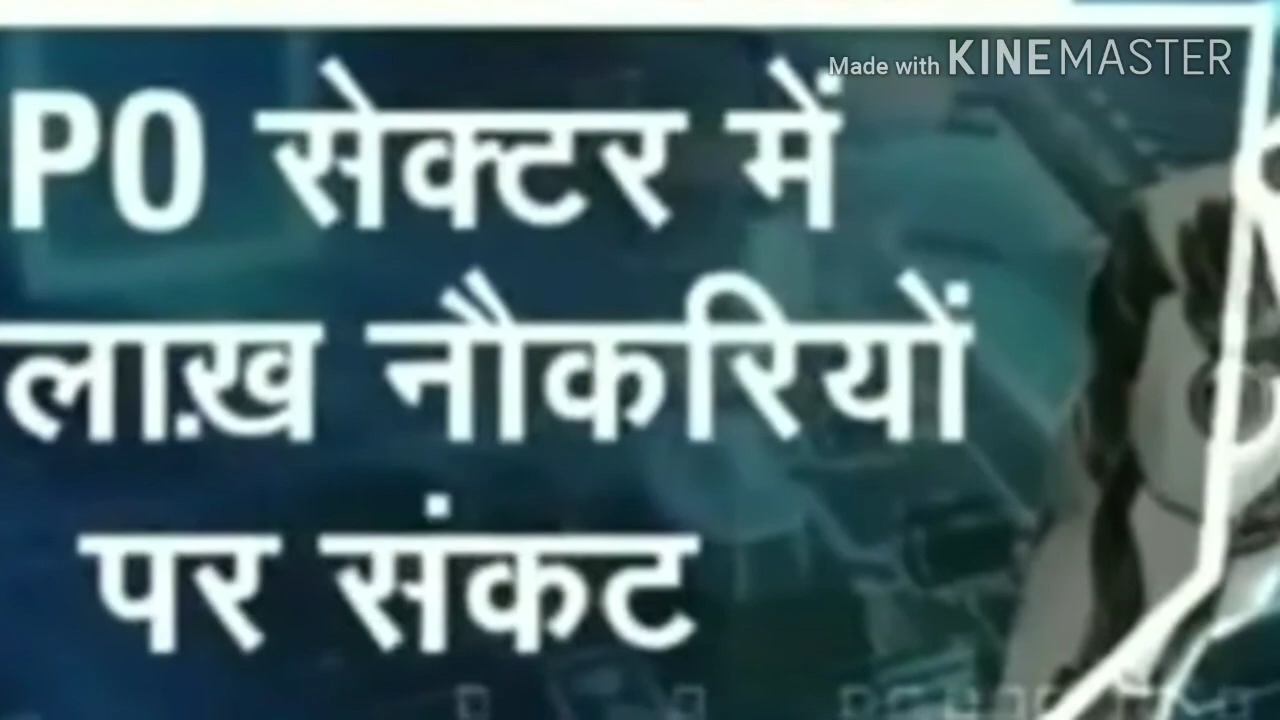 Made with KINEMASTER
PO सेक्टर में
लाख़ नौकरियों
पर संकट